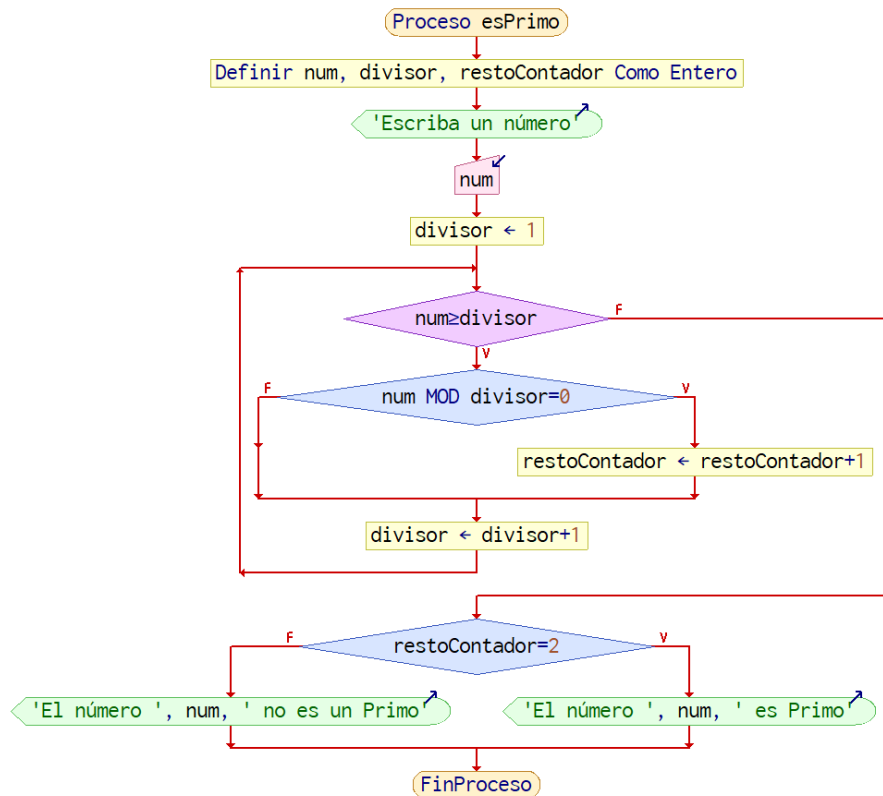 Proceso esPrimo
Definir num, divisor, restoContador Como Entero
'Escriba un número'
num
divisor ← 1
num≥divisor
F
V
num MOD divisor=0
F
V
restoContador ← restoContador+1
divisor ← divisor+1
restoContador=2
F
V
'El número ', num, ' no es un Primo'
'El número ', num, ' es Primo'
FinProceso